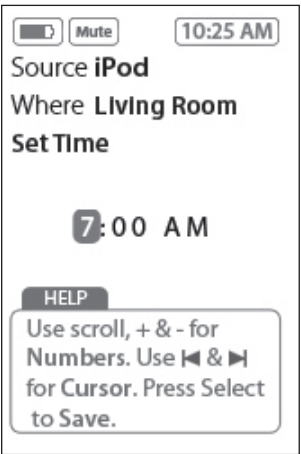 Mute 10:25 AM
Source iPod
Where Living Room
Set Time
7:00 AM
HELP
Use scroll, + & - for
Numbers. Use ⏮ & ⏭
for Cursor. Press Select
to Save.